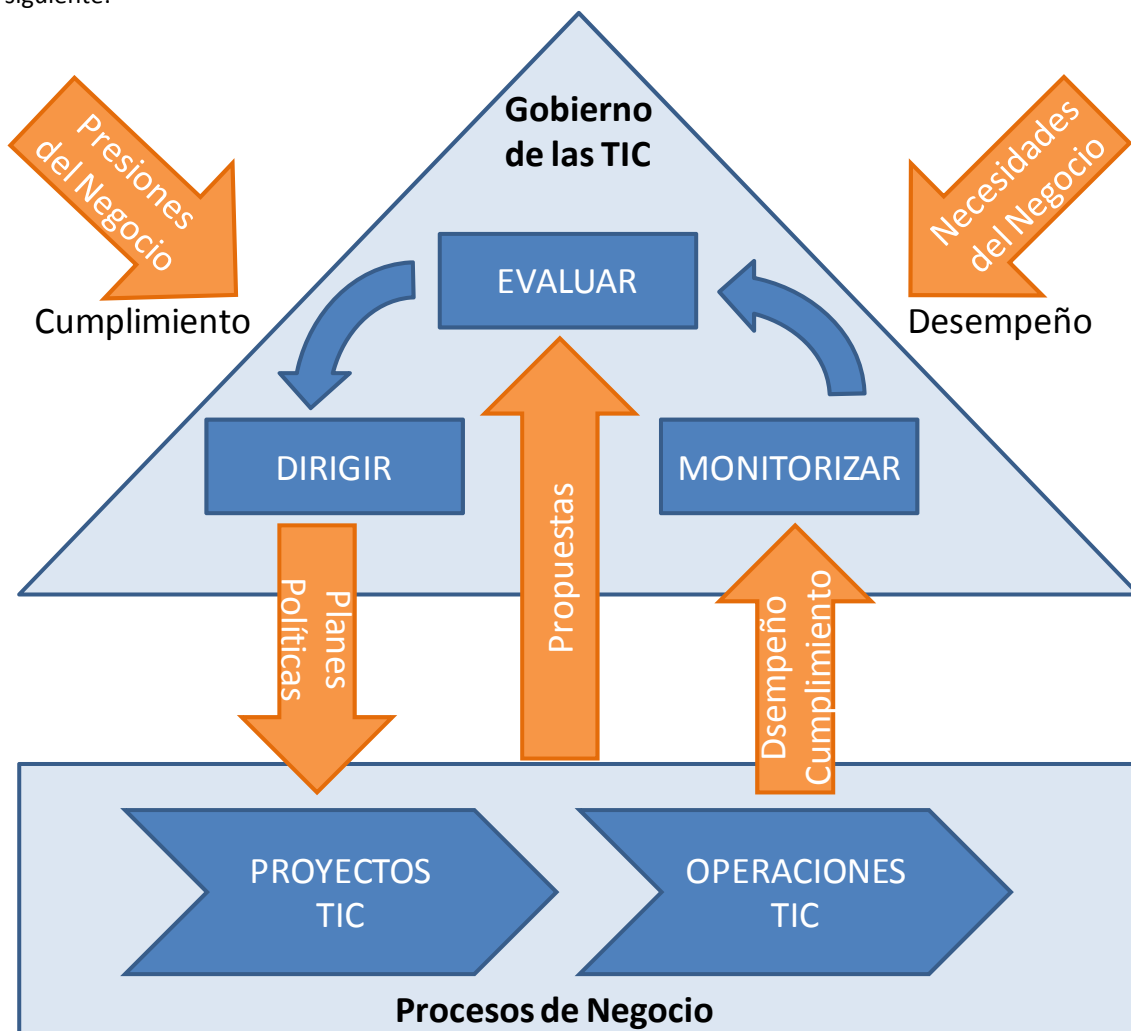 siguiente:
Gobierno
de las TIC
Presiones
del Negocio
Necesidades
del Negocio
Cumplimiento
Desempeño
EVALUAR
DIRIGIR
MONITORIZAR
Planes
Políticas
Propuestas
Dsempeño
Cumplimiento
PROYECTOS
TIC
OPERACIONES
TIC
Procesos de Negocio